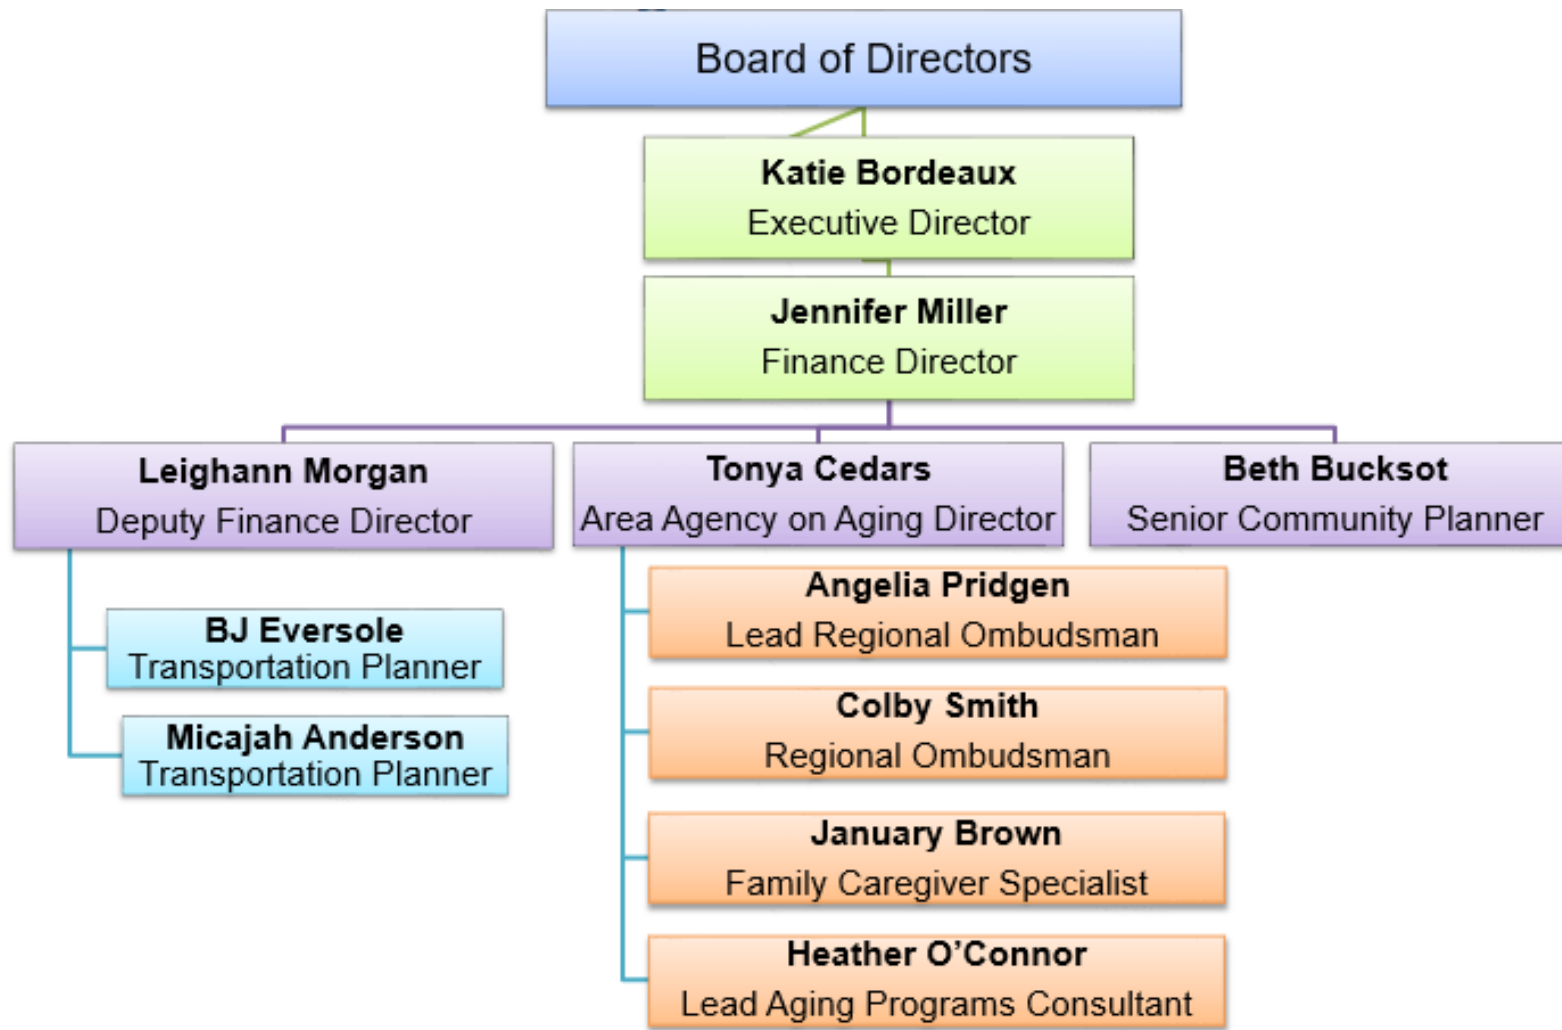 Board of Directors
Katie Bordeaux
Executive Director
Jennifer Miller
Finance Director
Leighann Morgan
Deputy Finance Director
Tonya Cedars
Area Agency on Aging Director
Beth Bucksot
Senior Community Planner
BJ Eversole
Transportation Planner
Micajah Anderson
Transportation Planner
Angelia Pridgen
Lead Regional Ombudsman
Colby Smith
Regional Ombudsman
January Brown
Family Caregiver Specialist
Heather O’Connor
Lead Aging Programs Consultant